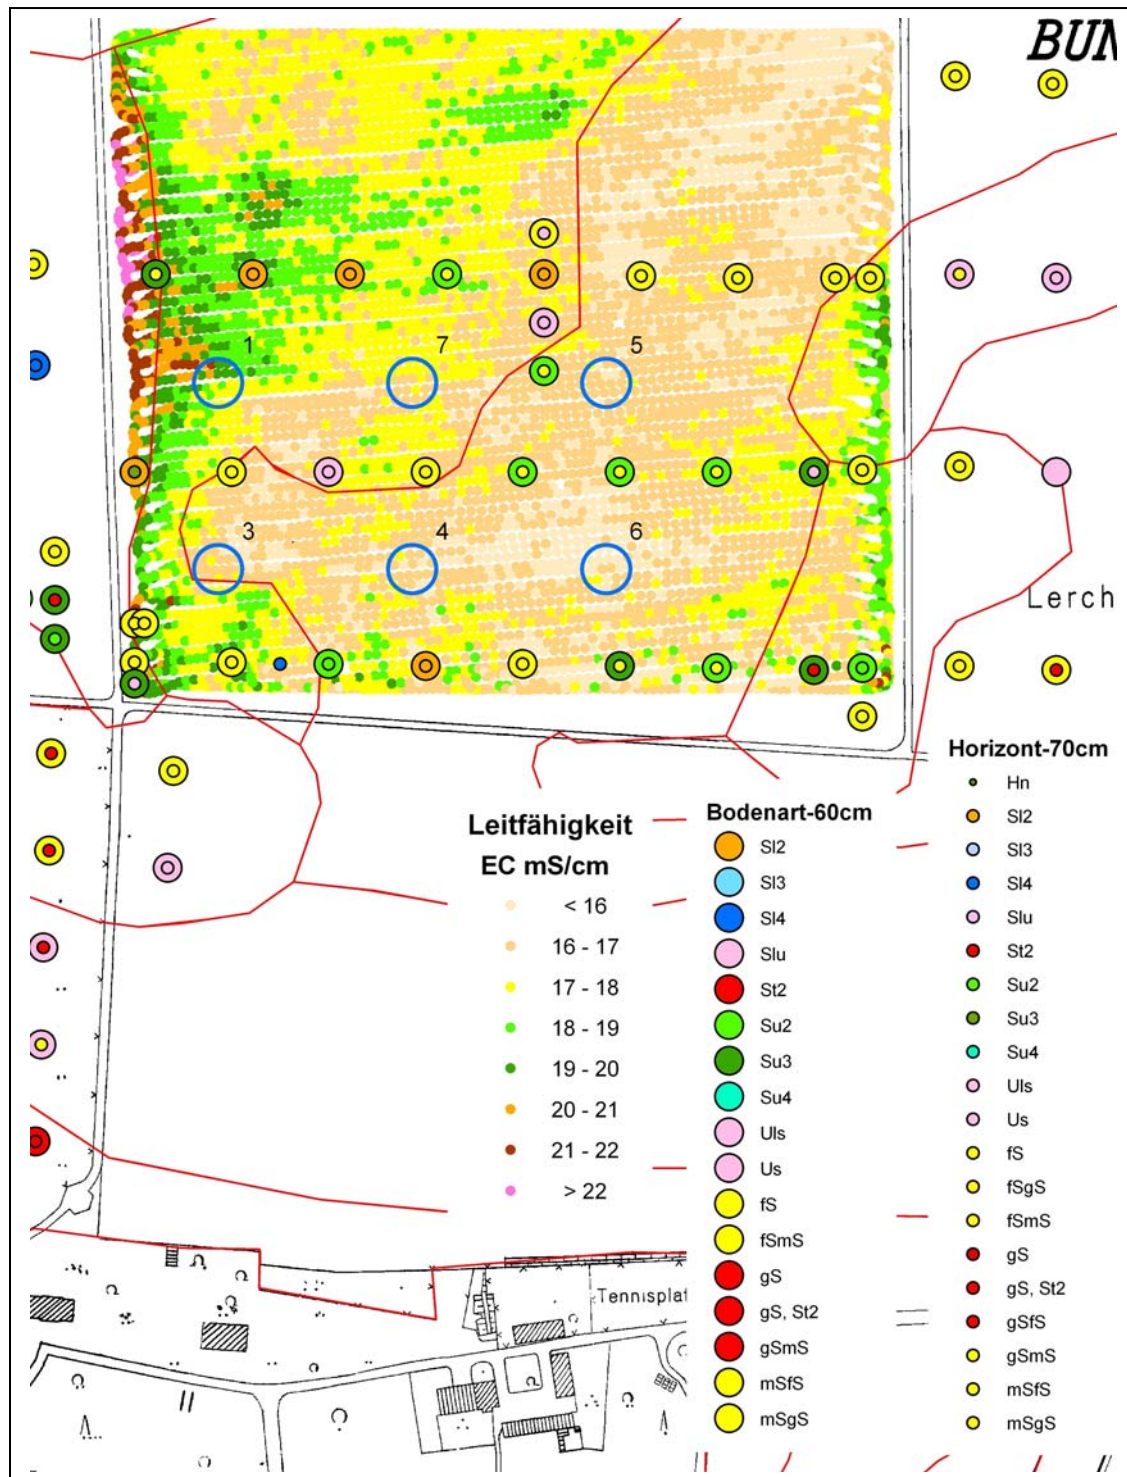 BUN
1
7
5
3
4
6
Lerch
Leitfähigkeit
EC mS/cm
< 16
16 - 17
17 - 18
18 - 19
19 - 20
20 - 21
21 - 22
> 22
Bodenart-60cm
Sl2
Sl3
Sl4
Slu
St2
Su2
Su3
Su4
Uls
Us
fS
fSmS
gS
gS, St2
gSmS
mSfS
mSgS
Horizont-70cm
Hn
Sl2
Sl3
Sl4
Slu
St2
Su2
Su3
Su4
Uls
Us
fS
fSgS
fSmS
gS
gS, St2
gSfS
gSmS
mSfS
mSgS
Tennisplat